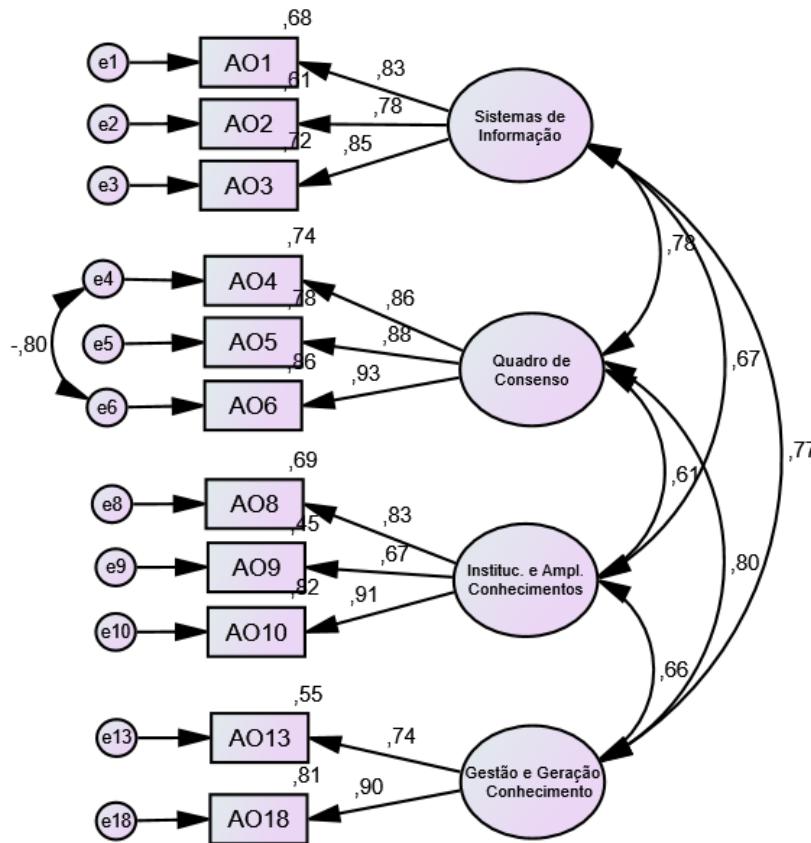 ,68
e1
AO1
,83
,61
e2
AO2
,78
Sistemas de
Informação
,72
e3
AO3
,85
,78
,74
e4
AO4
,86
,78
-,80
e5
AO5
,88
Quadro de
Consenso
,67
,86
e6
AO6
,93
,77
,61
,69
e8
AO8
,83
,45
e9
AO9
,67
Instituc. e Ampl.
Conhecimentos
,80
,82
e10
AO10
,91
,66
,55
e13
AO13
,74
Gestão e Geração
Conhecimento
,81
e18
AO18
,90